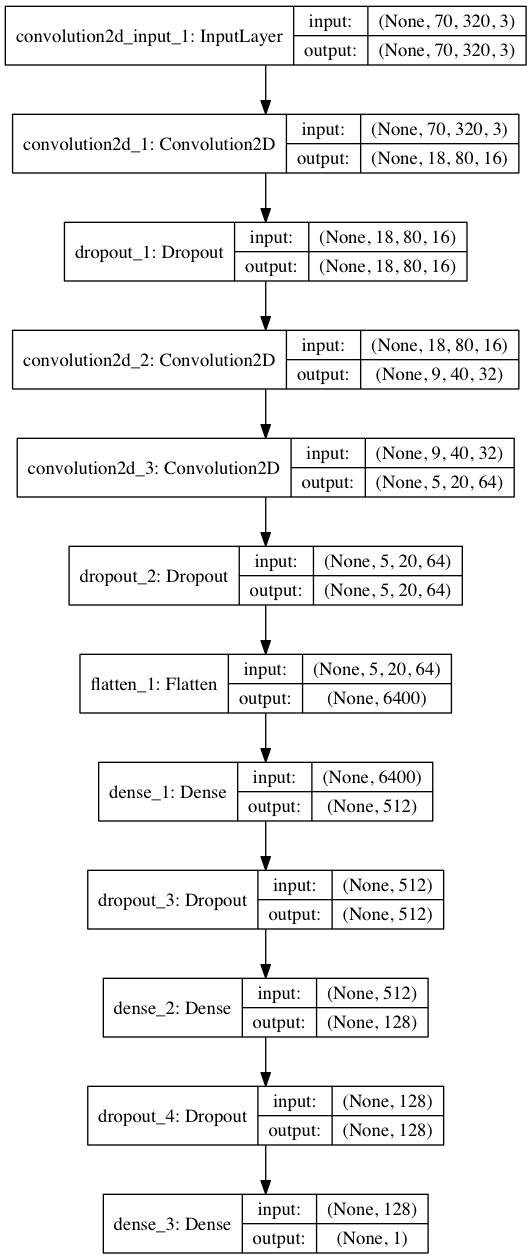 convolution2d_input_1: InputLayer
input: (None, 70, 320, 3)
output: (None, 70, 320, 3)
convolution2d_1: Convolution2D
input: (None, 70, 320, 3)
output: (None, 18, 80, 16)
dropout_1: Dropout
input: (None, 18, 80, 16)
output: (None, 18, 80, 16)
convolution2d_2: Convolution2D
input: (None, 18, 80, 16)
output: (None, 9, 40, 32)
convolution2d_3: Convolution2D
input: (None, 9, 40, 32)
output: (None, 5, 20, 64)
dropout_2: Dropout
input: (None, 5, 20, 64)
output: (None, 5, 20, 64)
flatten_1: Flatten
input: (None, 5, 20, 64)
output: (None, 6400)
dense_1: Dense
input: (None, 6400)
output: (None, 512)
dropout_3: Dropout
input: (None, 512)
output: (None, 512)
dense_2: Dense
input: (None, 512)
output: (None, 128)
dropout_4: Dropout
input: (None, 128)
output: (None, 128)
dense_3: Dense
input: (None, 128)
output: (None, 1)